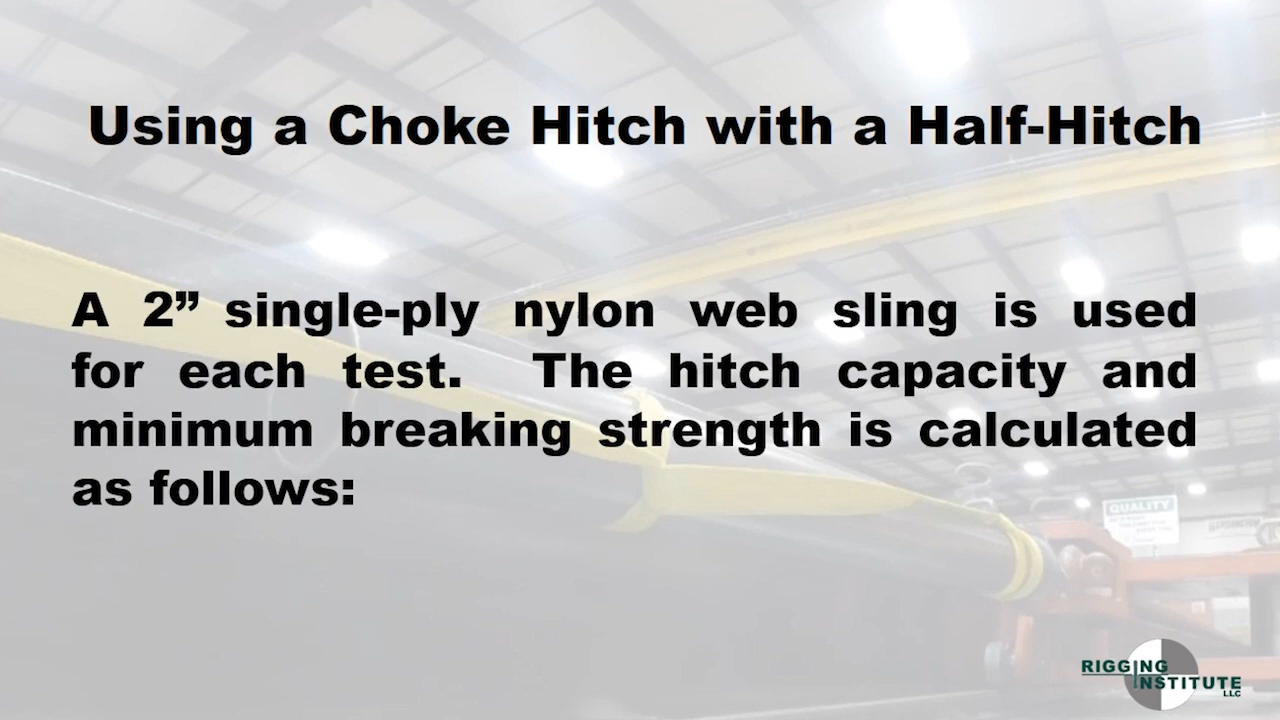 Using a Choke Hitch with a Half-Hitch
A 2” single-ply nylon web sling is used
for each test. The hitch capacity and
minimum breaking strength is calculated
as follows:
QUALITY
RIGGING
INSTITUTE
LLC